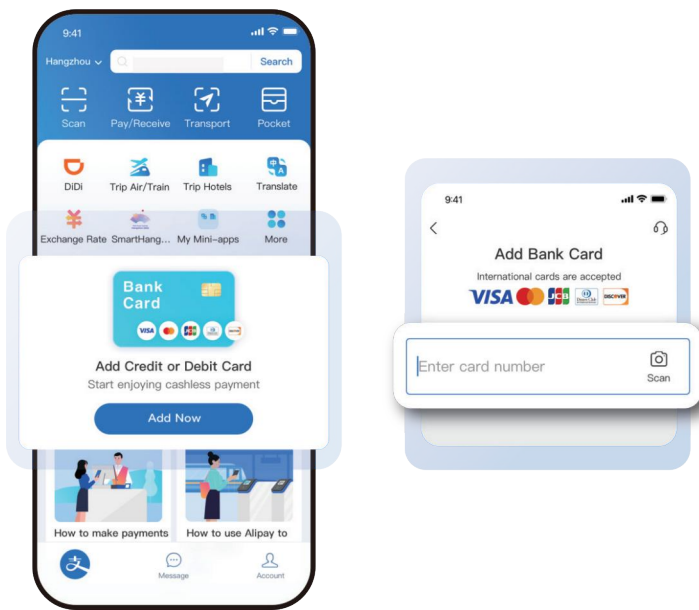 9:41
Hangzhou
Search
Scan Pay/Receive Transport Pocket
DiDi Trip Air/Train Trip Hotels Translate
Exchange Rate SmartHang... My Mini-apps More
Bank
Card
VISA JCB
Add Credit or Debit Card
Start enjoying cashless payment
Add Now
How to make payments How to use Alipay to
Message Account
9:41
Add Bank Card
International cards are accepted
VISA JCB DISCOVER
Enter card number
Scan